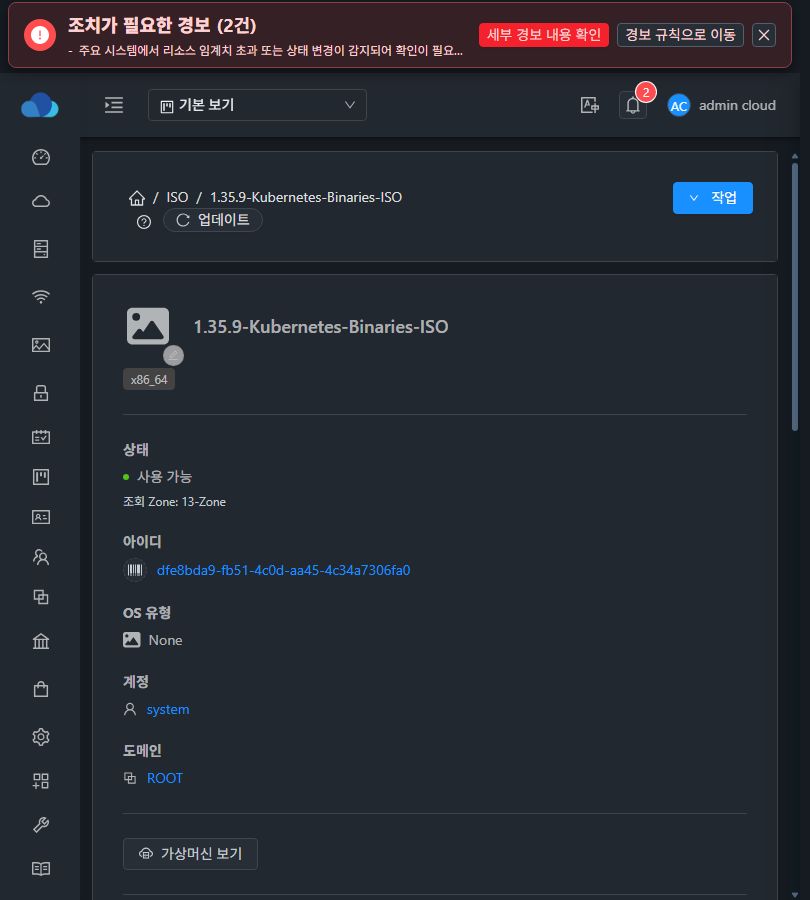 조치가 필요한 경보 (2건)
- 주요 시스템에서 리소스 임계치 초과 또는 상태 변경이 감지되어 확인이 필요...
세부 경보 내용 확인
경보 규칙으로 이동
기본 보기
2
AC
admin cloud
/ ISO / 1.35.9-Kubernetes-Binaries-ISO
업데이트
작업
1.35.9-Kubernetes-Binaries-ISO
x86_64
상태
사용 가능
조회 Zone: 13-Zone
아이디
dfe8bda9-fb51-4c0d-aa45-4c34a7306fa0
OS 유형
None
계정
system
도메인
ROOT
가상머신 보기